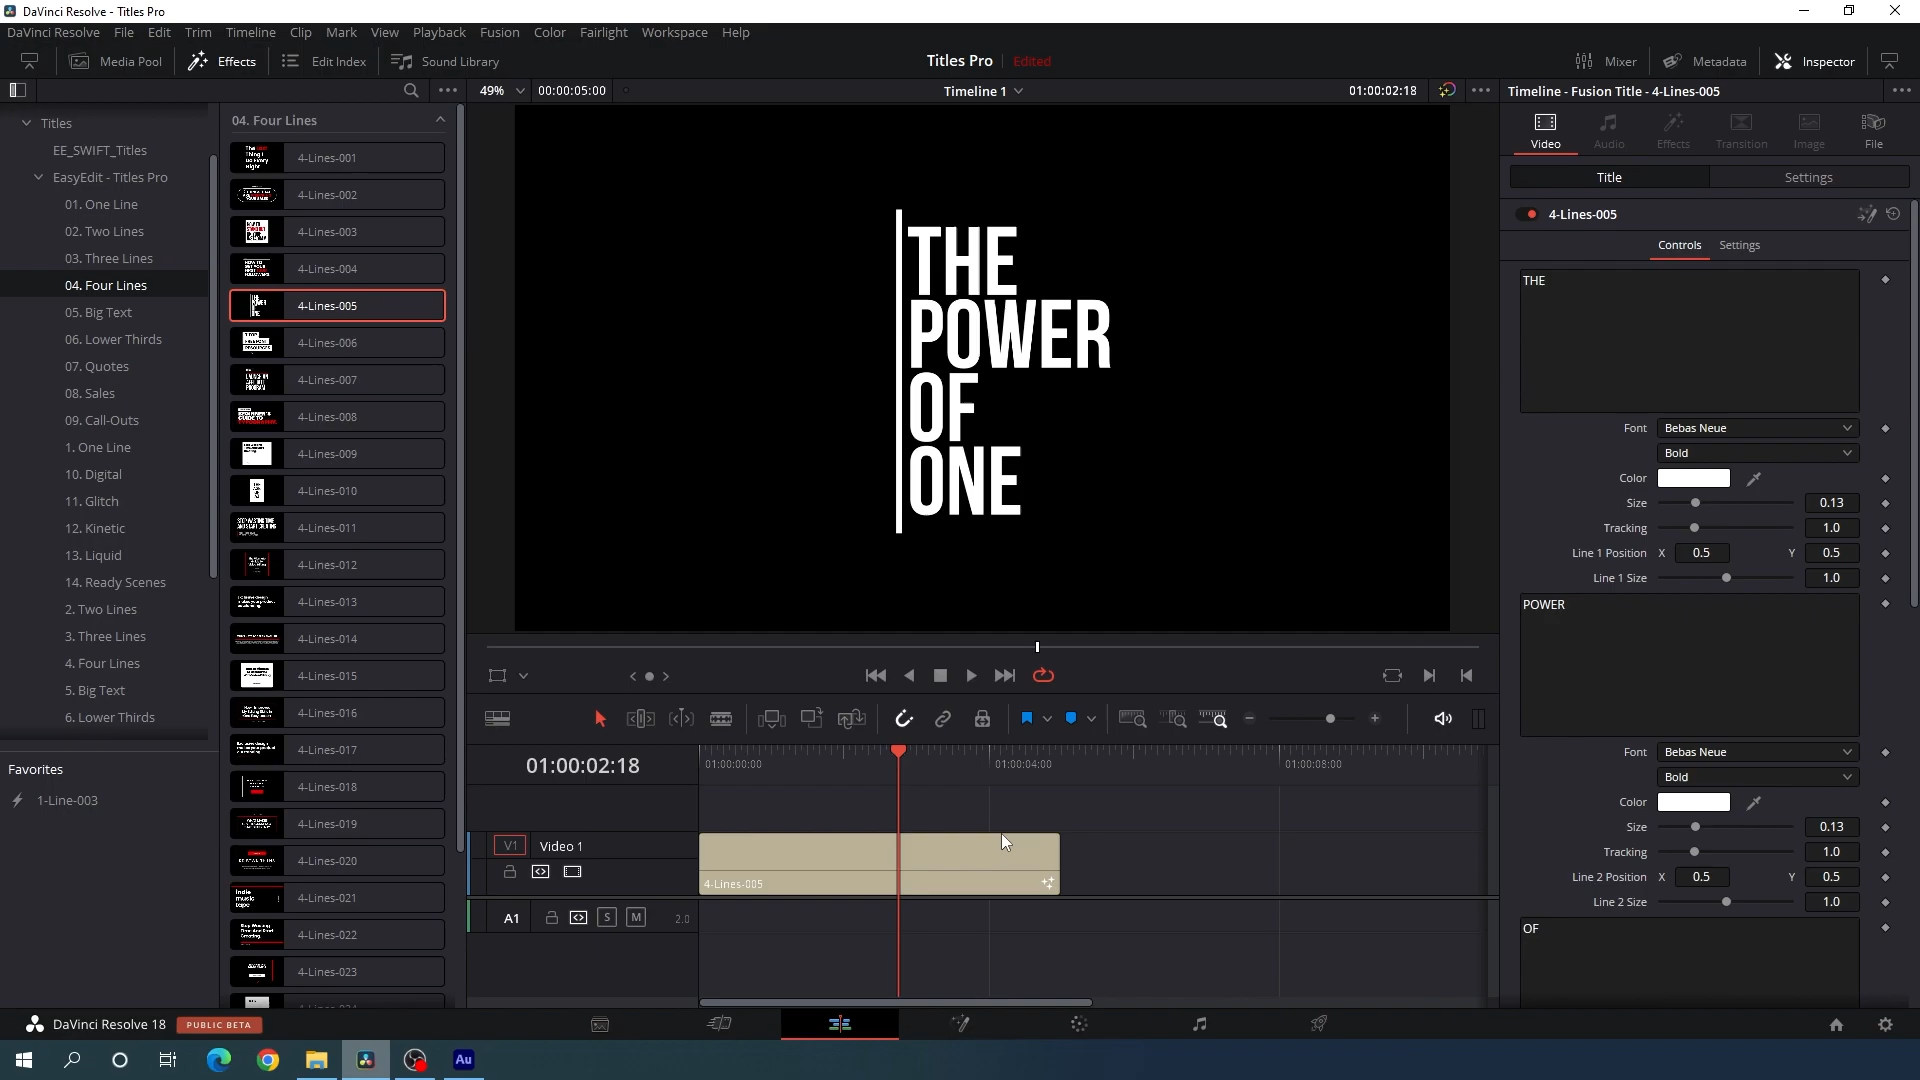 DaVinci Resolve - Titles Pro
DaVinci Resolve File Edit Trim Timeline Clip Mark View Playback Fusion Color Fairlight Workspace Help
Media Pool Effects Edit Index Sound Library
Titles Pro Edited
Mixer Metadata Inspector
49% 00:00:05:00 Timeline 1 01:00:02:18
Timeline - Fusion Title - 4-Lines-005
Titles
EE_SWIFT_Titles
EasyEdit - Titles Pro
01. One Line
02. Two Lines
03. Three Lines
04. Four Lines
05. Big Text
06. Lower Thirds
07. Quotes
08. Sales
09. Call-Outs
1. One Line
10. Digital
11. Glitch
12. Kinetic
13. Liquid
14. Ready Scenes
2. Two Lines
3. Three Lines
4. Four Lines
5. Big Text
6. Lower Thirds
Favorites
1-Line-003
04. Four Lines
4-Lines-001
4-Lines-002
4-Lines-003
4-Lines-004
4-Lines-005
4-Lines-006
4-Lines-007
4-Lines-008
4-Lines-009
4-Lines-010
4-Lines-011
4-Lines-012
4-Lines-013
4-Lines-014
4-Lines-015
4-Lines-016
4-Lines-017
4-Lines-018
4-Lines-019
4-Lines-020
4-Lines-021
4-Lines-022
4-Lines-023
THE
POWER
OF
ONE
01:00:02:18
01:00:00:00 01:00:04:00 01:00:08:00
V1 Video 1
4-Lines-005
A1 S M 2.0
Video Audio Effects Transition Image File
Title Settings
4-Lines-005
Controls Settings
THE
Font Bebas Neue
Bold
Color
Size 0.13
Tracking 1.0
Line 1 Position X 0.5 Y 0.5
Line 1 Size 1.0
POWER
Font Bebas Neue
Bold
Color
Size 0.13
Tracking 1.0
Line 2 Position X 0.5 Y 0.5
Line 2 Size 1.0
OF
DaVinci Resolve 18 PUBLIC BETA
Au